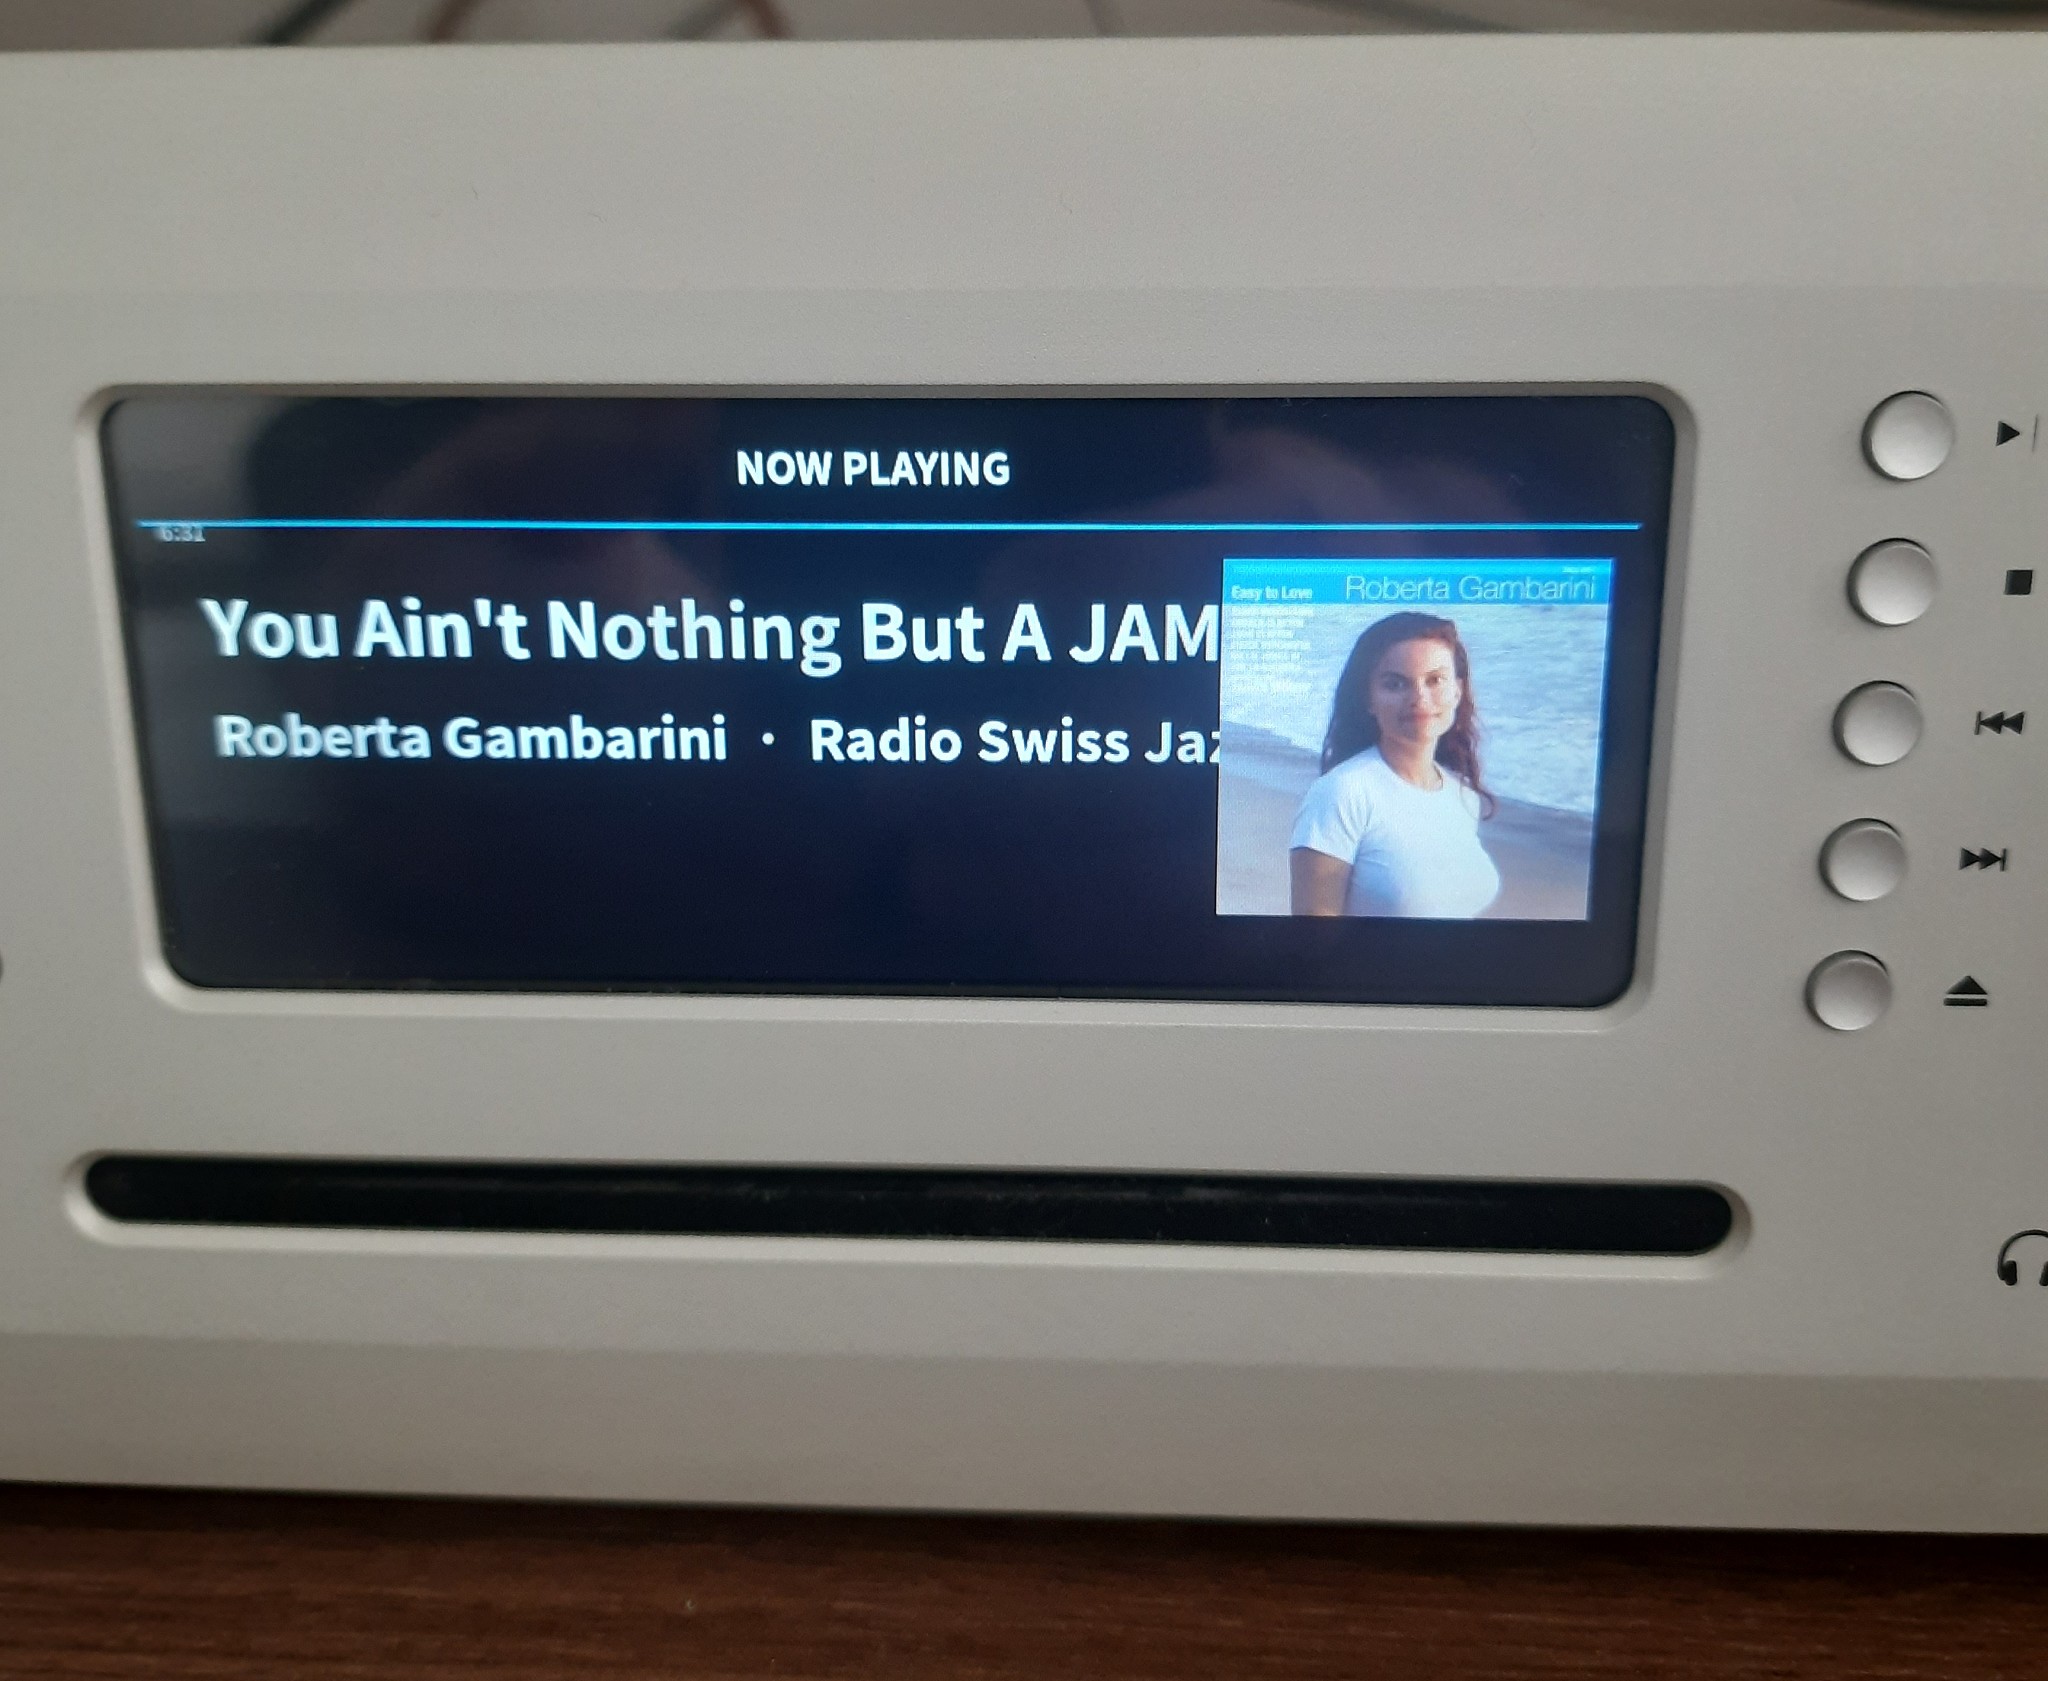 NOW PLAYING
6:31
You Ain't Nothing But A JAM
Roberta Gambarini · Radio Swiss Jaz
Easy to Love
Roberta Gambarini